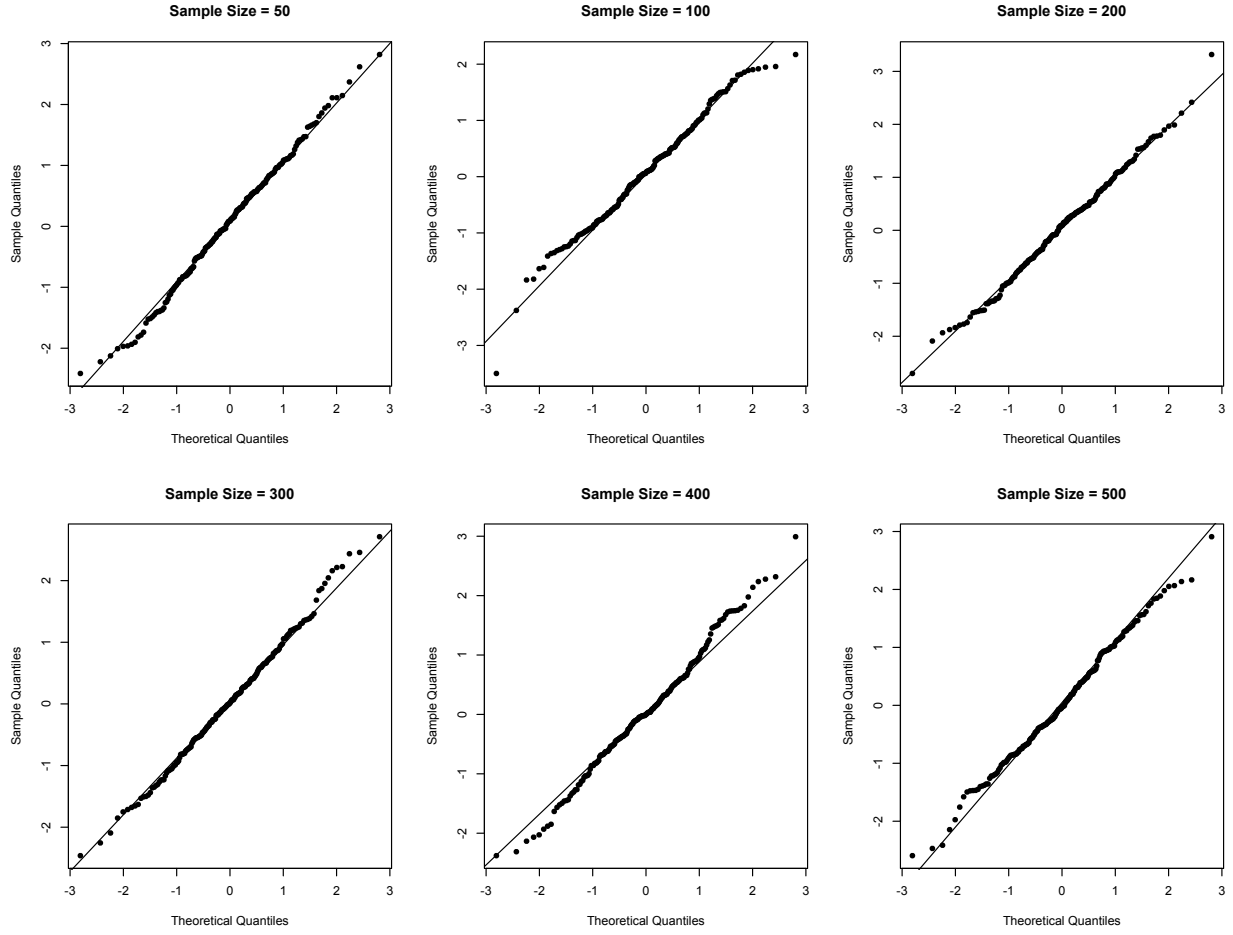 Sample Size = 50
Sample Quantiles
3
2
1
0
-1
-2
-3 -2 -1 0 1 2 3
Theoretical Quantiles
Sample Size = 100
Sample Quantiles
2
1
0
-1
-2
-3
-3 -2 -1 0 1 2 3
Theoretical Quantiles
Sample Size = 200
Sample Quantiles
3
2
1
0
-1
-2
-3 -2 -1 0 1 2 3
Theoretical Quantiles
Sample Size = 300
Sample Quantiles
2
1
0
-1
-2
-3 -2 -1 0 1 2 3
Theoretical Quantiles
Sample Size = 400
Sample Quantiles
3
2
1
0
-1
-2
-3 -2 -1 0 1 2 3
Theoretical Quantiles
Sample Size = 500
Sample Quantiles
3
2
1
0
-1
-2
-3 -2 -1 0 1 2 3
Theoretical Quantiles